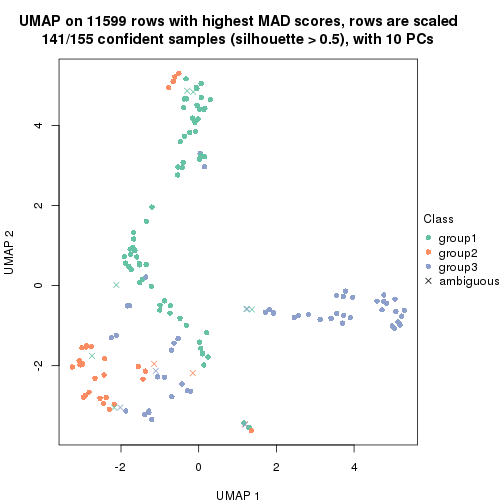 UMAP on 11599 rows with highest MAD scores, rows are scaled
141/155 confident samples (silhouette > 0.5), with 10 PCs
4
2
0
-2
UMAP 2
-2
0
2
4
UMAP 1
Class
group1
group2
group3
ambiguous